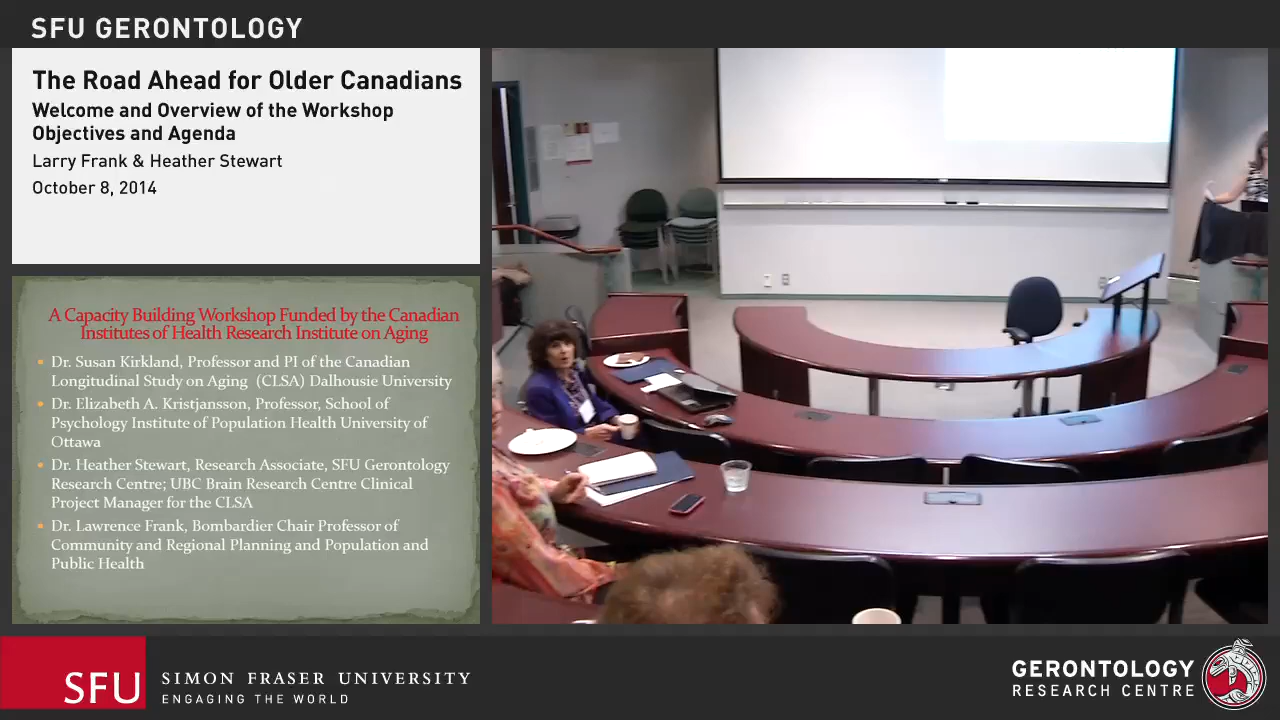 SFU GERONTOLOGY
The Road Ahead for Older Canadians
Welcome and Overview of the Workshop
Objectives and Agenda
Larry Frank & Heather Stewart
October 8, 2014
A Capacity Building Workshop Funded by the Canadian
Institutes of Health Research Institute on Aging
Dr. Susan Kirkland, Professor and PI of the Canadian
Longitudinal Study on Aging (CLSA) Dalhousie University
Dr. Elizabeth A. Kristjansson, Professor, School of
Psychology Institute of Population Health University of
Ottawa
Dr. Heather Stewart, Research Associate, SFU Gerontology
Research Centre; UBC Brain Research Centre Clinical
Project Manager for the CLSA
Dr. Lawrence Frank, Bombardier Chair Professor of
Community and Regional Planning and Population and
Public Health
SFU
SIMON FRASER UNIVERSITY
ENGAGING THE WORLD
GERONTOLOGY
RESEARCH CENTRE